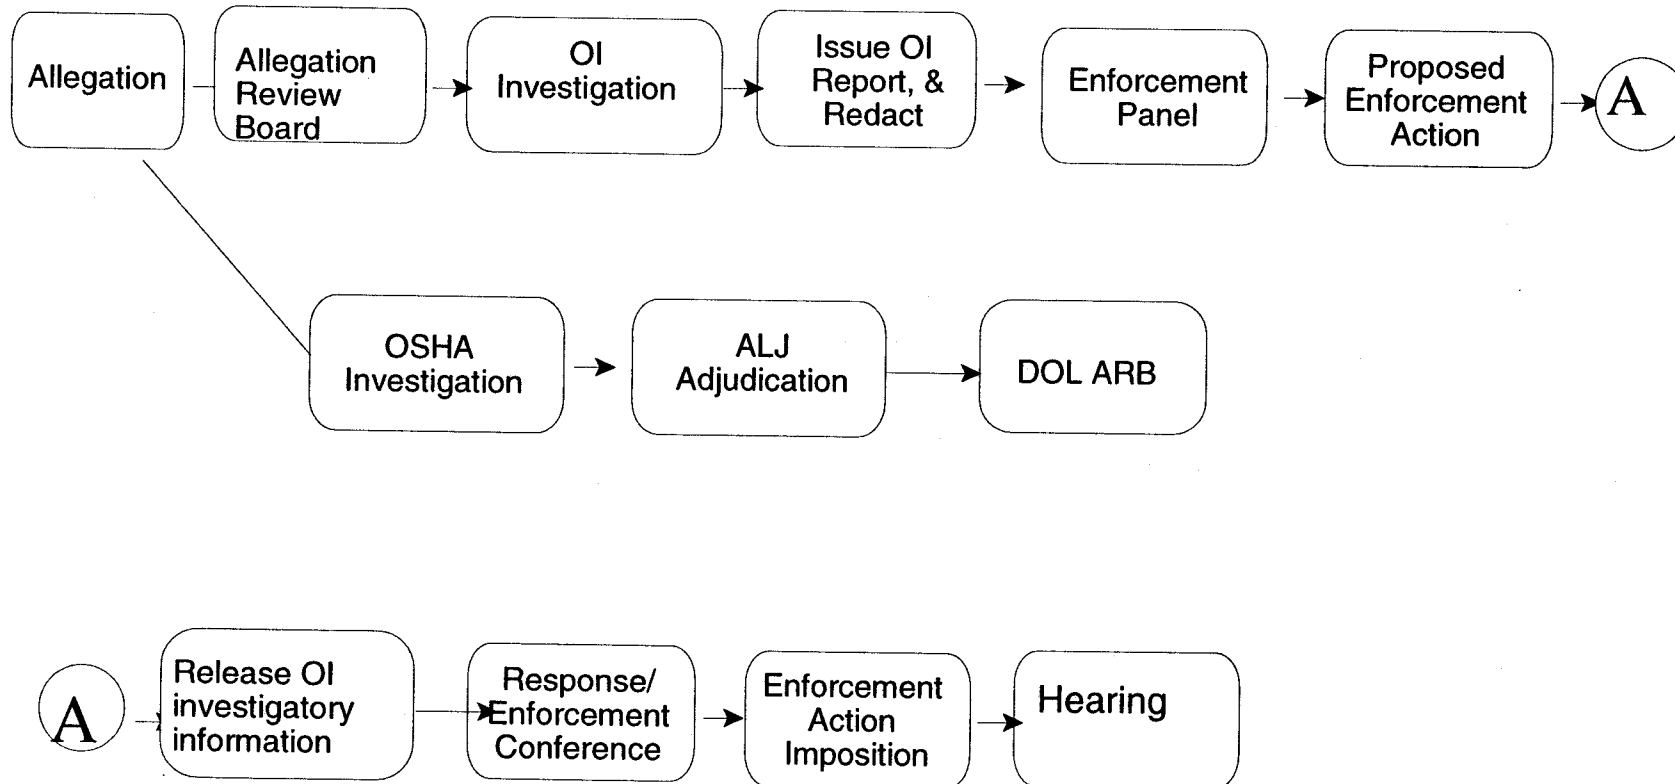 Allegation
Allegation
Review
Board
OI
Investigation
Issue OI
Report, &
Redact
Enforcement
Panel
Proposed
Enforcement
Action
A
OSHA
Investigation
ALJ
Adjudication
DOL ARB
A
Release OI
investigatory
information
Response/
Enforcement
Conference
Enforcement
Action
Imposition
Hearing